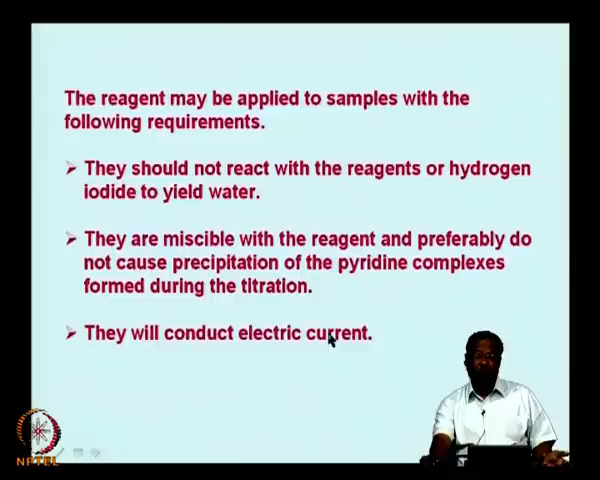 The reagent may be applied to samples with the
following requirements.
They should not react with the reagents or hydrogen
iodide to yield water.
They are miscible with the reagent and preferably do
not cause precipitation of the pyridine complexes
formed during the titration.
They will conduct electric current.
NPTEL